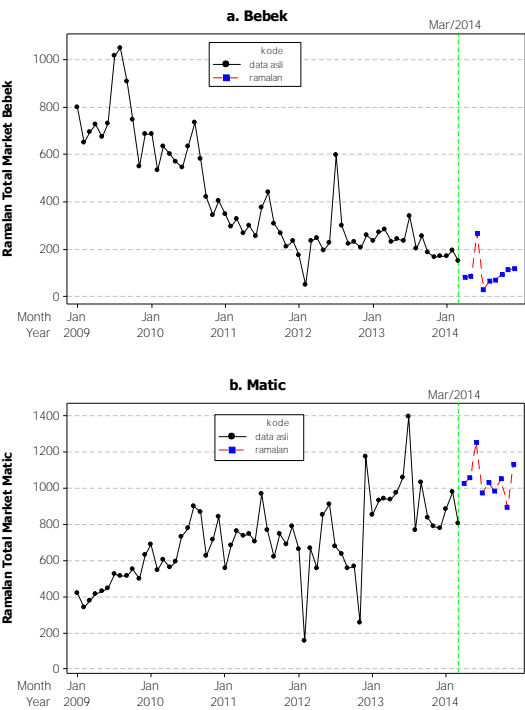 a. Bebek
Mar/2014
Ramalan Total Market Bebek
1000
800
600
400
200
0
kode
data asli
ramalan
Month Jan Jan Jan Jan Jan Jan
Year 2009 2010 2011 2012 2013 2014
b. Matic
Mar/2014
Ramalan Total Market Matic
1400
1200
1000
800
600
400
200
0
kode
data asli
ramalan
Month Jan Jan Jan Jan Jan Jan
Year 2009 2010 2011 2012 2013 2014